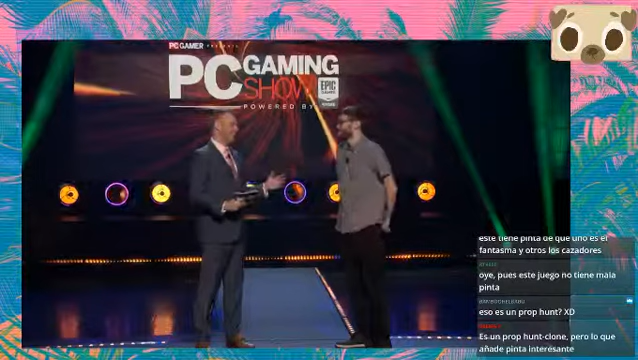 PC GAMER PRESENTS
PC GAMING
SHOW
EPIC
GAMES
POWERED BY
este tiene pinta de que uno es el
fantasma y otros los cazadores
oye, pues este juego no tiene mala
pinta
eso es un prop hunt? XD
Es un prop hunt-clone, pero lo que
añade pinta interesante